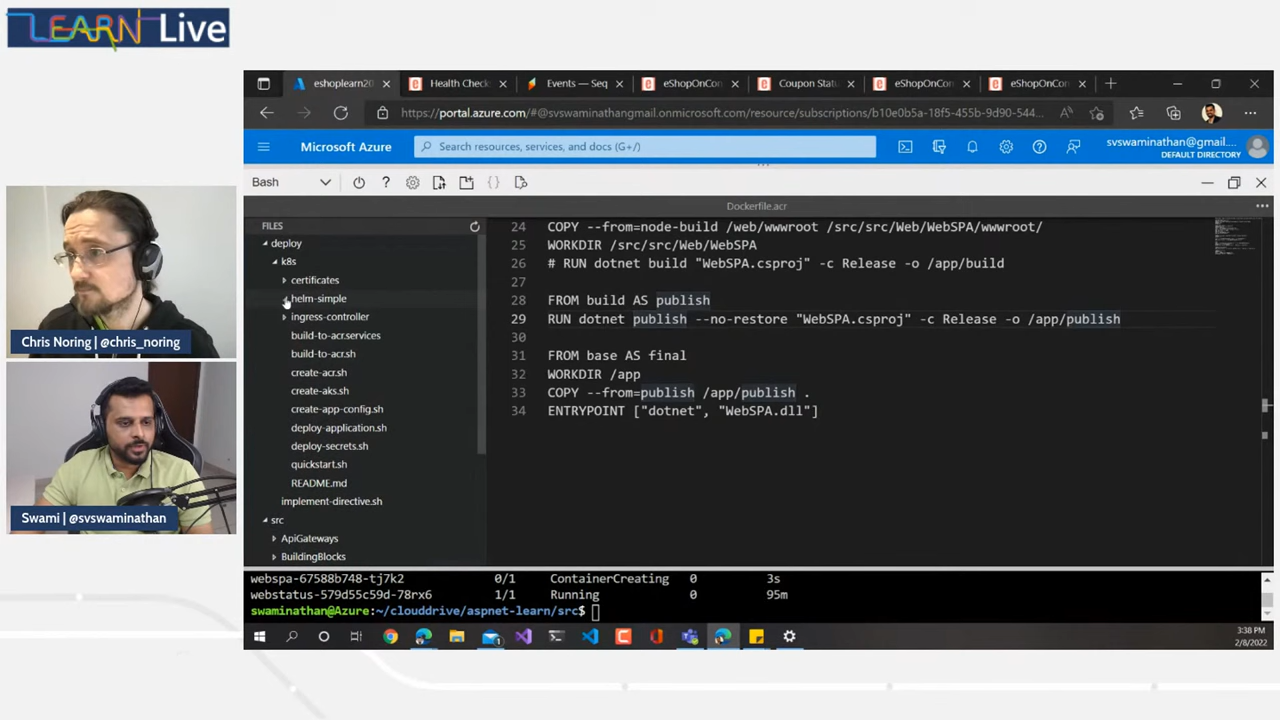 LEARN Live
eshoplearn20
Health Check
Events — Seq
eShopOnCon
Coupon Statu
eShopOnCon
eShopOnCon
https://portal.azure.com/#@svswaminathangmail.onmicrosoft.com/resource/subscriptions/b10e0b5a-18f5-455b-9d90-544...
Microsoft Azure
Search resources, services, and docs (G+/)
svswaminathan@gmail....
DEFAULT DIRECTORY
Bash
Dockerfile.acr
FILES
deploy
k8s
certificates
helm-simple
ingress-controller
build-to-acr.services
build-to-acr.sh
create-acr.sh
create-aks.sh
create-app-config.sh
deploy-application.sh
deploy-secrets.sh
quickstart.sh
README.md
implement-directive.sh
src
ApiGateways
BuildingBlocks
24 COPY --from=node-build /web/wwwroot /src/src/Web/WebSPA/wwwroot/
25 WORKDIR /src/src/Web/WebSPA
26 # RUN dotnet build "WebSPA.csproj" -c Release -o /app/build
27
28 FROM build AS publish
29 RUN dotnet publish --no-restore "WebSPA.csproj" -c Release -o /app/publish
30
31 FROM base AS final
32 WORKDIR /app
33 COPY --from=publish /app/publish .
34 ENTRYPOINT ["dotnet", "WebSPA.dll"]
webspa-67588b748-tj7k2 0/1 ContainerCreating 0 3s
webstatus-579d55c59d-78rx6 1/1 Running 0 95m
swaminathan@Azure:~/clouddrive/aspnet-learn/src$
Chris Noring | @chris_noring
Swami | @svswaminathan
3:38 PM
2/8/2022